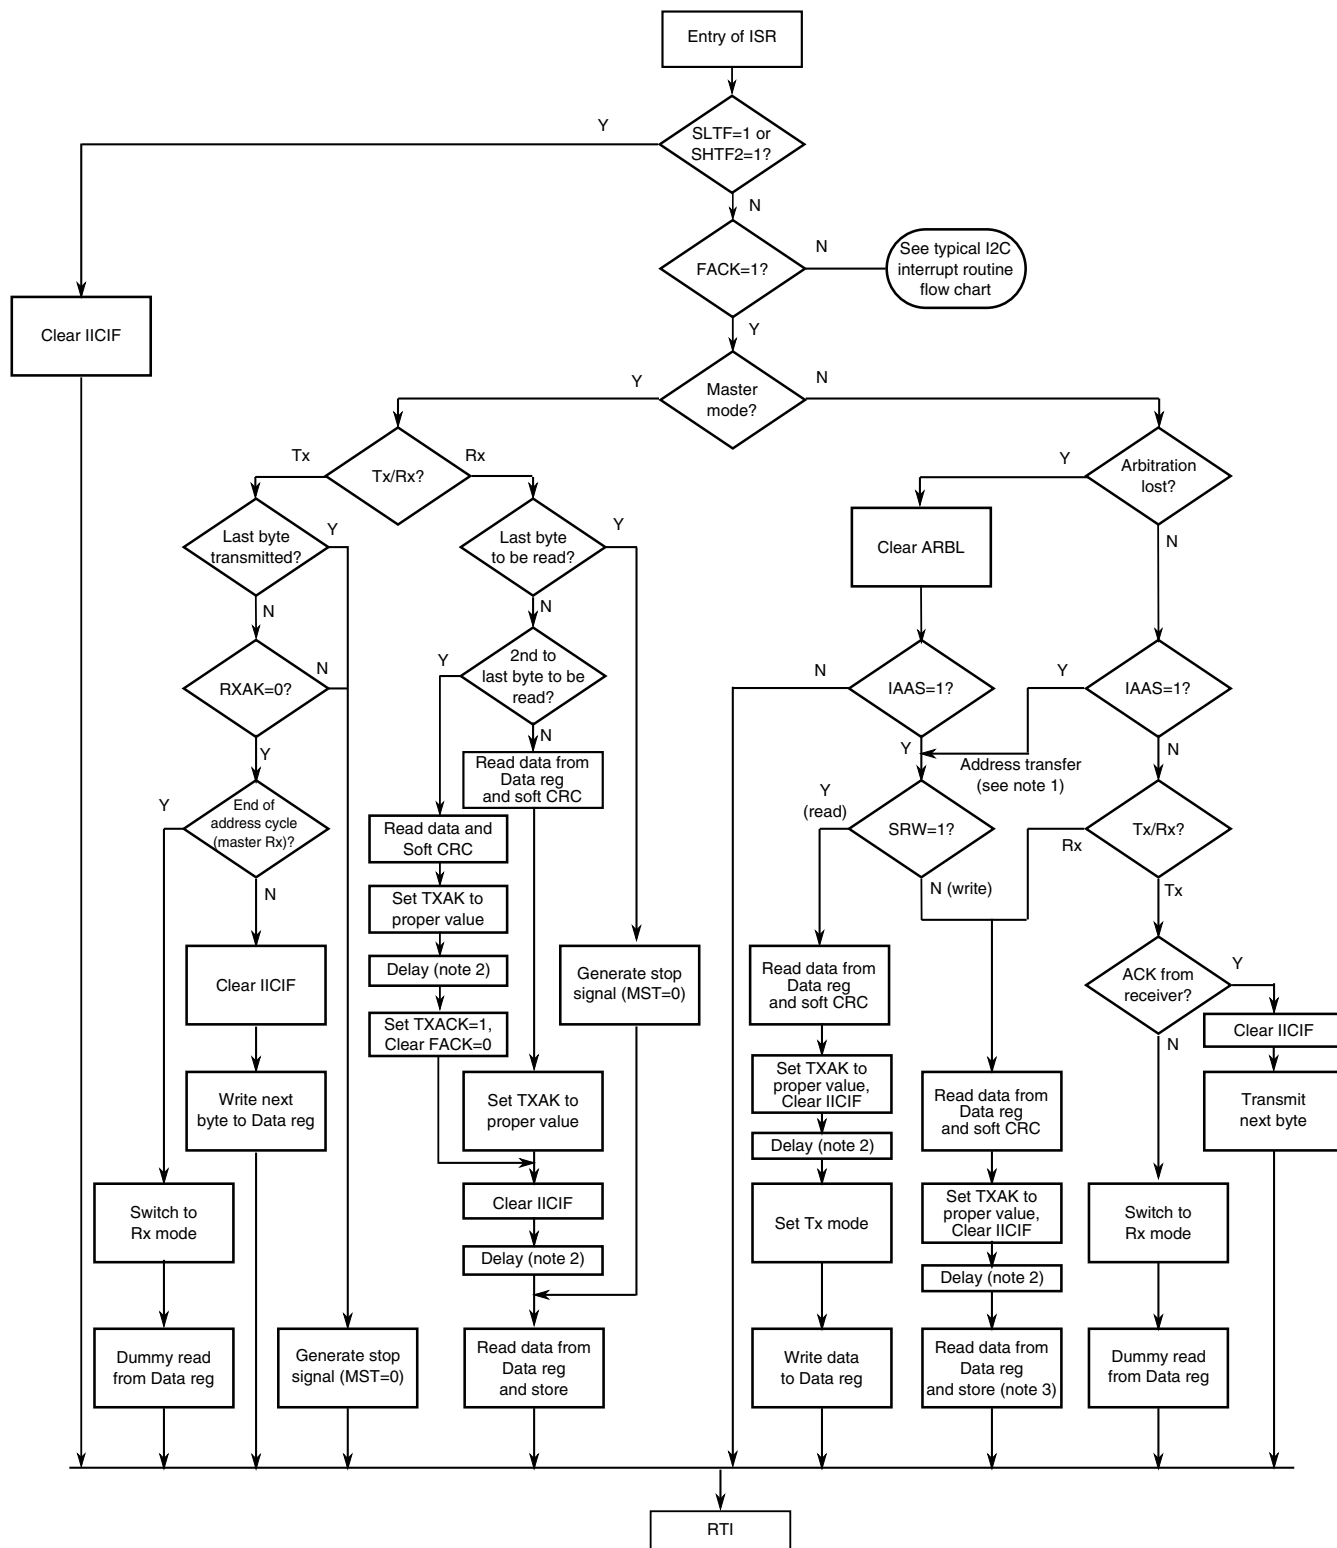 Entry of ISR
Y
SLTF=1 or
SHTF2=1?
N
FACK=1?
N
See typical I2C
interrupt routine
flow chart
Y
Clear IICIF
Y
Master
mode?
N
Tx
Tx/Rx?
Rx
Y
Arbitration
lost?
N
Last byte
transmitted?
Y
N
Last byte
to be read?
Y
N
Clear ARBL
RXAK=0?
N
Y
Y
2nd to
last byte to be
read?
N
N
IAAS=1?
Y
Y
IAAS=1?
N
Address transfer
(see note 1)
Y
End of
address cycle
(master Rx)?
N
Read data from
Data reg
and soft CRC
Read data and
Soft CRC
Set TXAK to
proper value
Delay (note 2)
Set TXACK=1,
Clear FACK=0
Y
(read)
SRW=1?
N (write)
Rx
Tx/Rx?
Tx
Clear IICIF
Generate stop
signal (MST=0)
Read data from
Data reg
and soft CRC
ACK from
receiver?
Y
N
Clear IICIF
Write next
byte to Data reg
Set TXAK to
proper value
Set TXAK to
proper value,
Clear IICIF
Read data from
Data reg
and soft CRC
Transmit
next byte
Delay (note 2)
Switch to
Rx mode
Clear IICIF
Delay (note 2)
Set Tx mode
Set TXAK to
proper value,
Clear IICIF
Delay (note 2)
Switch to
Rx mode
Dummy read
from Data reg
Generate stop
signal (MST=0)
Read data from
Data reg
and store
Write data
to Data reg
Read data from
Data reg
and store (note 3)
Dummy read
from Data reg
RTI